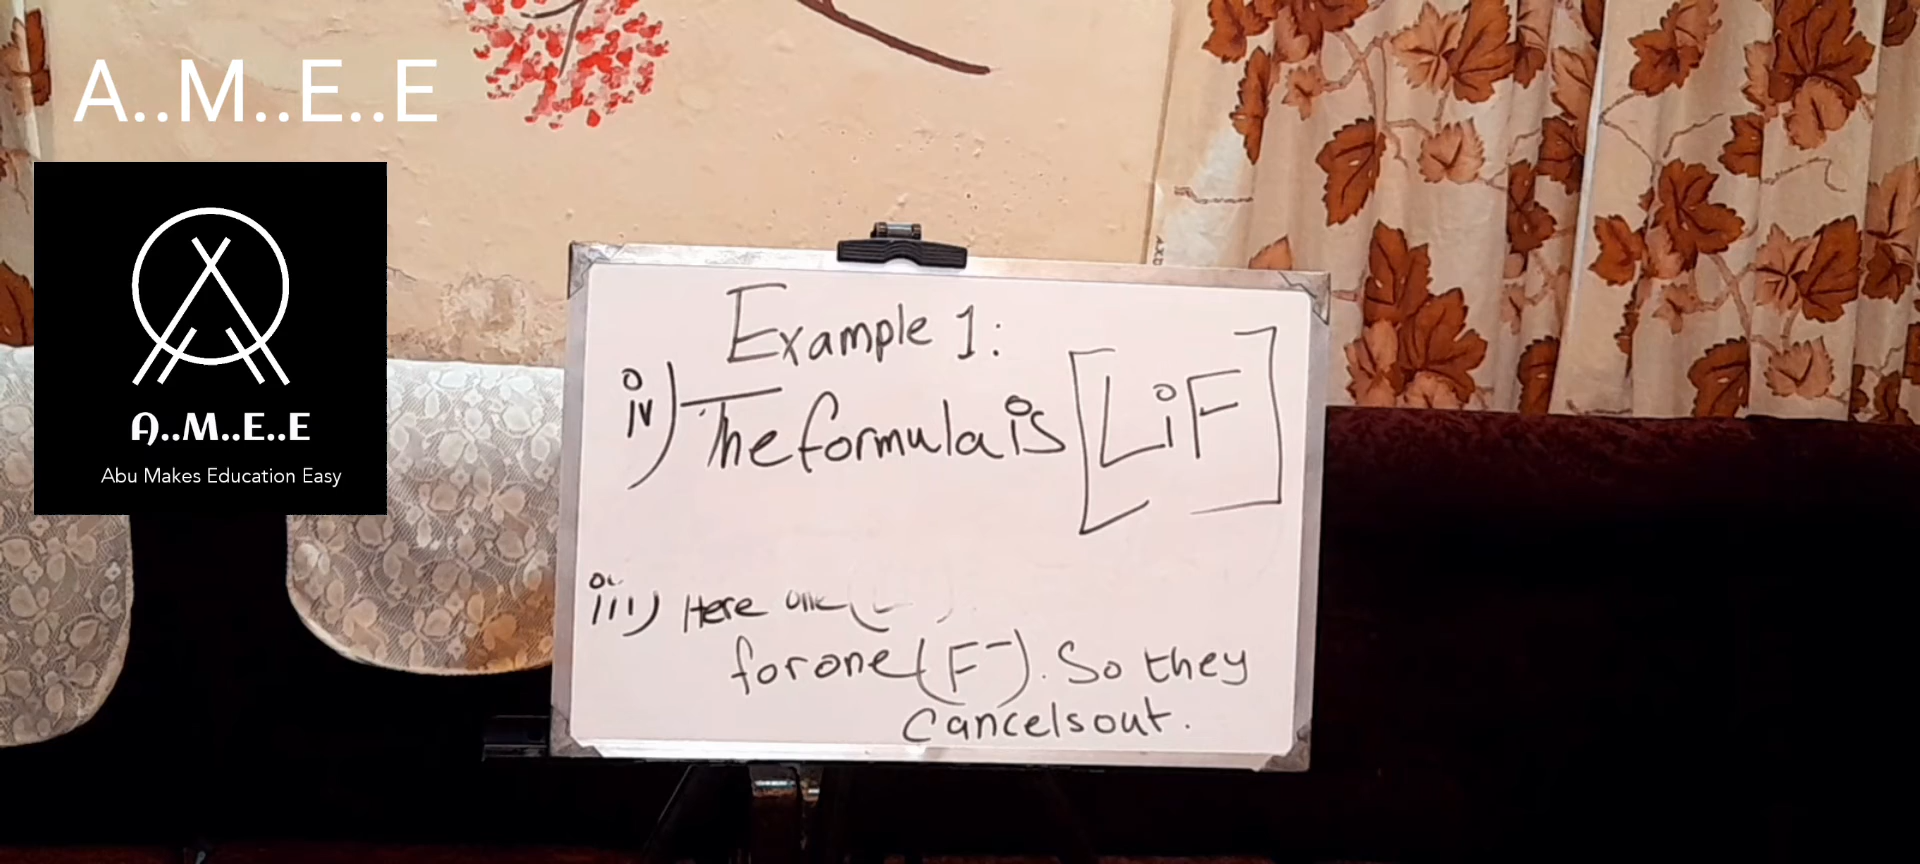 A..M..E..E
A..M..E..E
Abu Makes Education Easy
Example 1:
iv) The formula is [LiF]
iii) Here one (
for one (F⁻). So they
Cancels out.